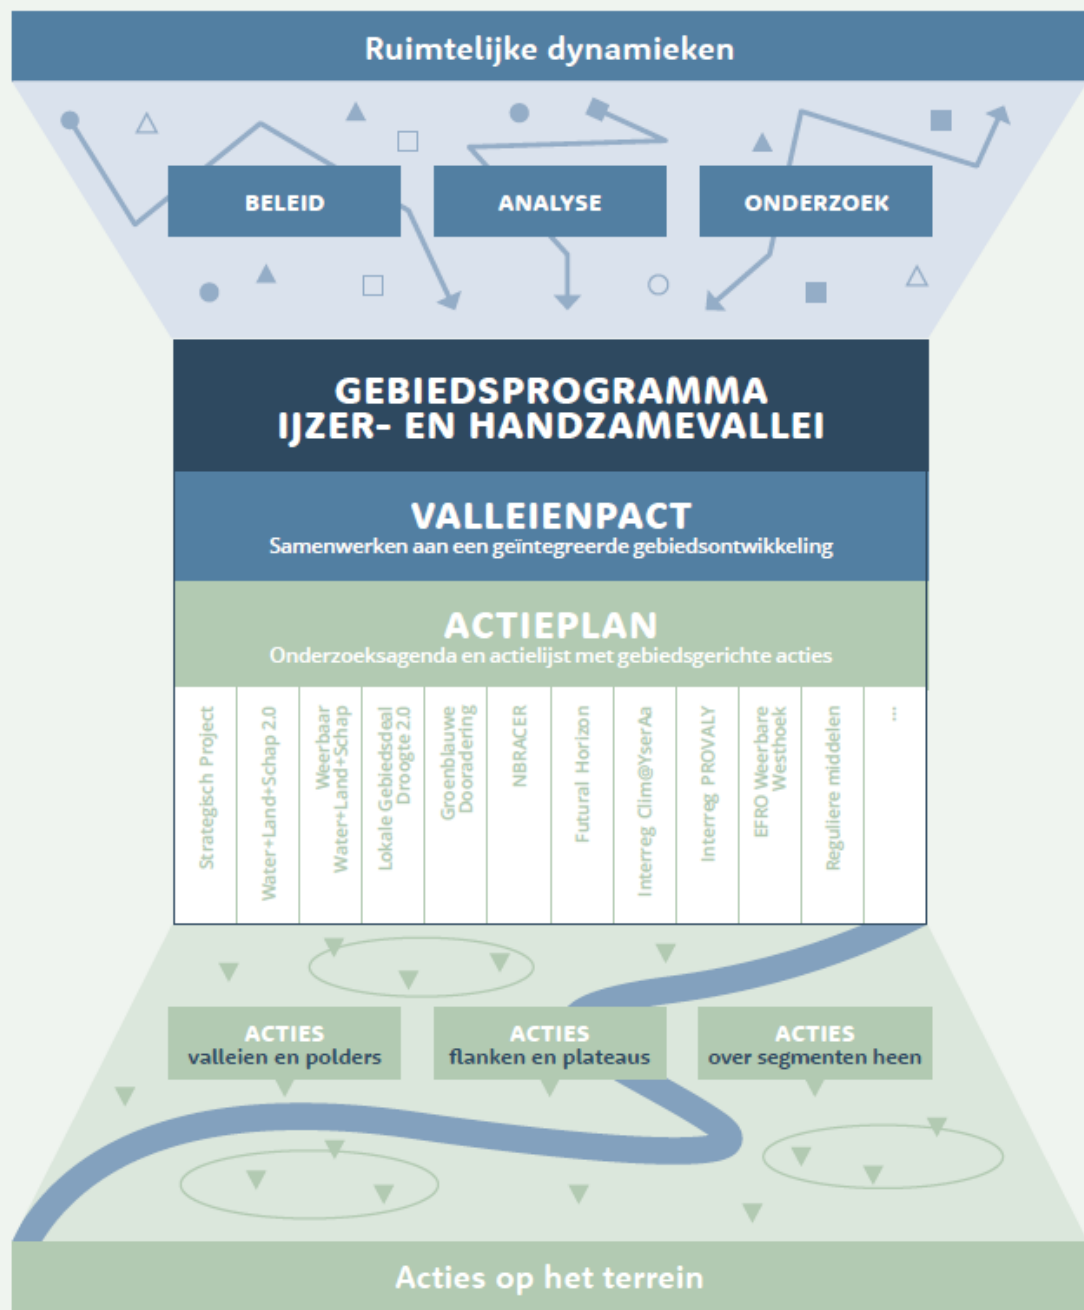 Ruimtelijke dynamieken
BELEID
ANALYSE
ONDERZOEK
GEBIEDSPROGRAMMA
IJZER- EN HANDZAMEVALLEI
VALLEIENPACT
Samenwerken aan een geïntegreerde gebiedsontwikkeling
ACTIEPLAN
Onderzoeksagenda en actielijst met gebiedsgerichte acties
Strategisch Project
Water+Land+Schap 2.0
Weerbaar
Water+Land+Schap
Lokale Gebiedsdeal
Droogte 2.0
Groenblauwe
Dooradering
NBRACER
Futural Horizon
Interreg Clim@YserAa
Interreg PROVALY
EFRO Weerbare
Westhoek
Reguliere middelen
...
ACTIES
valleien en polders
ACTIES
flanken en plateaus
ACTIES
over segmenten heen
Acties op het terrein